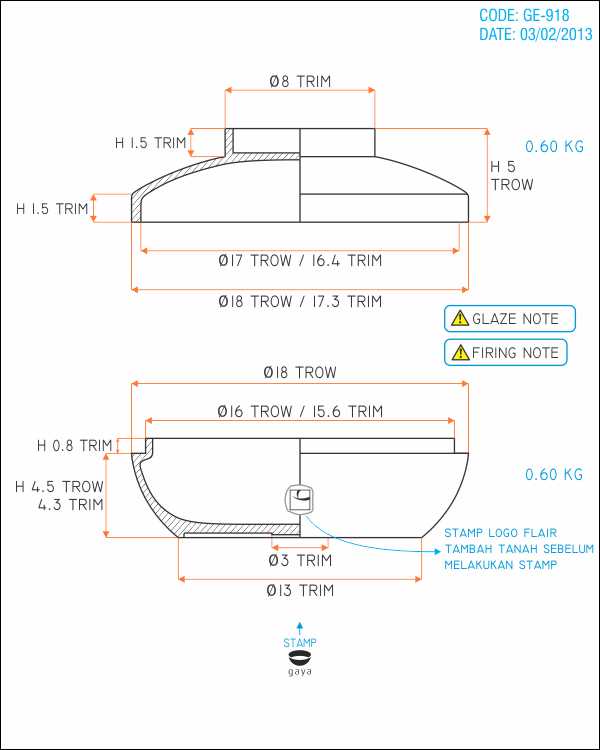 CODE: GE-918
DATE: 03/02/2013
Ø8 TRIM
H 1.5 TRIM
0.60 KG
H 5
TROW
H 1.5 TRIM
Ø17 TROW / 16.4 TRIM
Ø18 TROW / 17.3 TRIM
GLAZE NOTE
FIRING NOTE
Ø18 TROW
Ø16 TROW / 15.6 TRIM
H 0.8 TRIM
0.60 KG
H 4.5 TROW
4.3 TRIM
STAMP LOGO FLAIR
TAMBAH TANAH SEBELUM
MELAKUKAN STAMP
Ø3 TRIM
Ø13 TRIM
STAMP
gaya